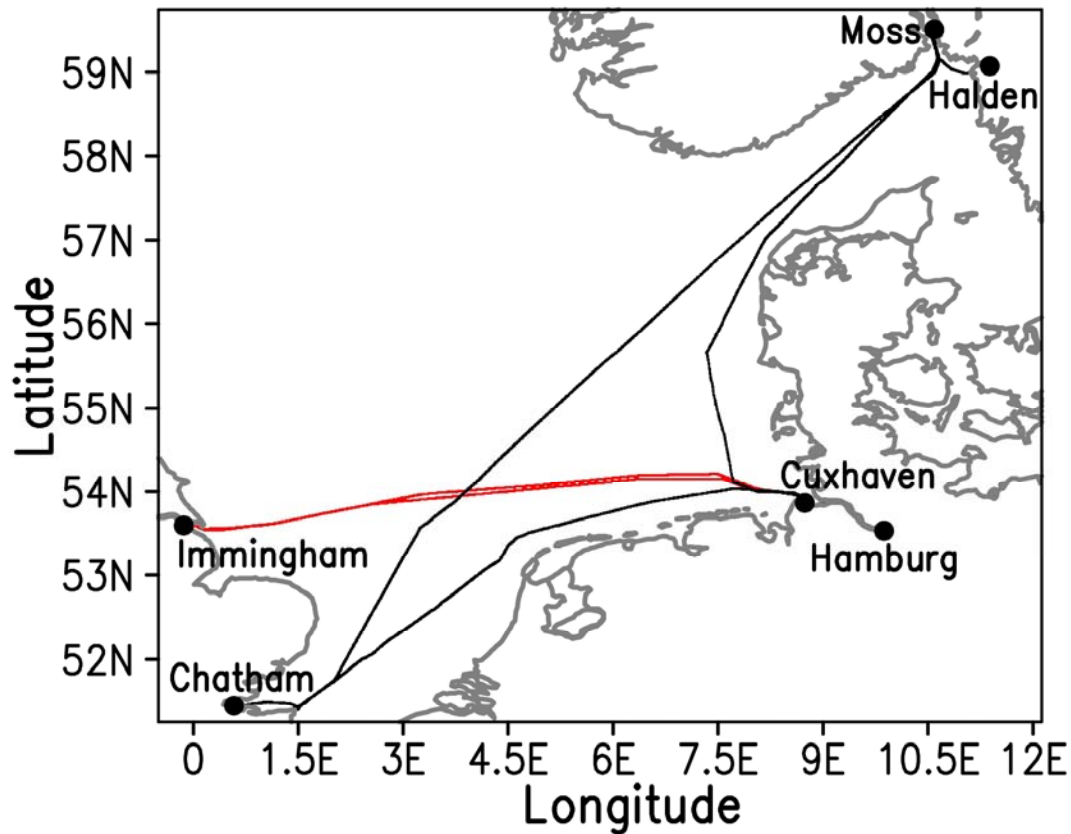 Moss
59N
Halden
58N
57N
56N
55N
54N
Cuxhaven
Immingham
Hamburg
53N
52N
Chatham
Latitude
0 1.5E 3E 4.5E 6E 7.5E 9E 10.5E 12E
Longitude